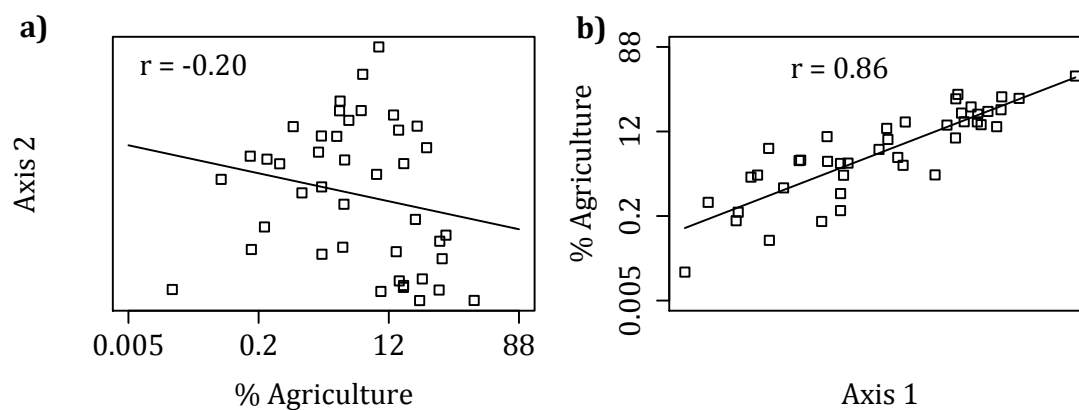 a)
r = -0.20
Axis 2
0.005
0.2
12
88
% Agriculture
b)
r = 0.86
% Agriculture
88
12
0.2
0.005
Axis 1